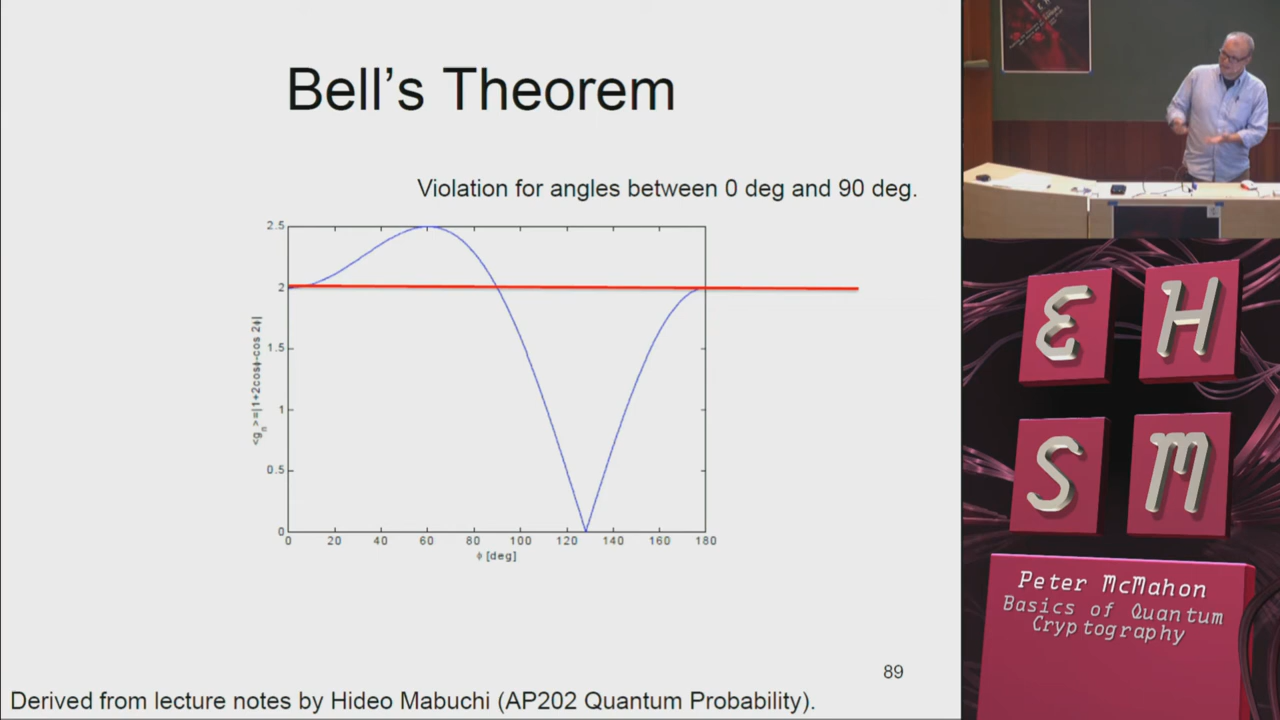 Bell's Theorem
Violation for angles between 0 deg and 90 deg.
2.5
2
1.5
1
0.5
0
<g_n>=|1+2cosϕ-cos 2ϕ|
0 20 40 60 80 100 120 140 160 180
ϕ [deg]
89
Derived from lecture notes by Hideo Mabuchi (AP202 Quantum Probability).
E H
S M
Peter McMahon
Basics of Quantum
Cryptography